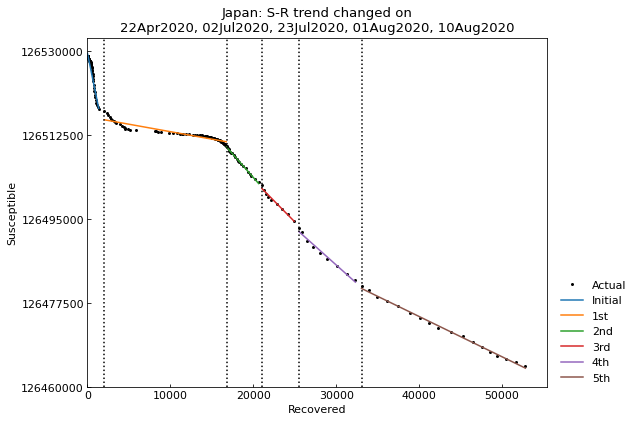 Japan: S-R trend changed on
22Apr2020, 02Jul2020, 23Jul2020, 01Aug2020, 10Aug2020
126530000
126512500
126495000
126477500
126460000
Susceptible
0
10000
20000
30000
40000
50000
Recovered
Actual
Initial
1st
2nd
3rd
4th
5th